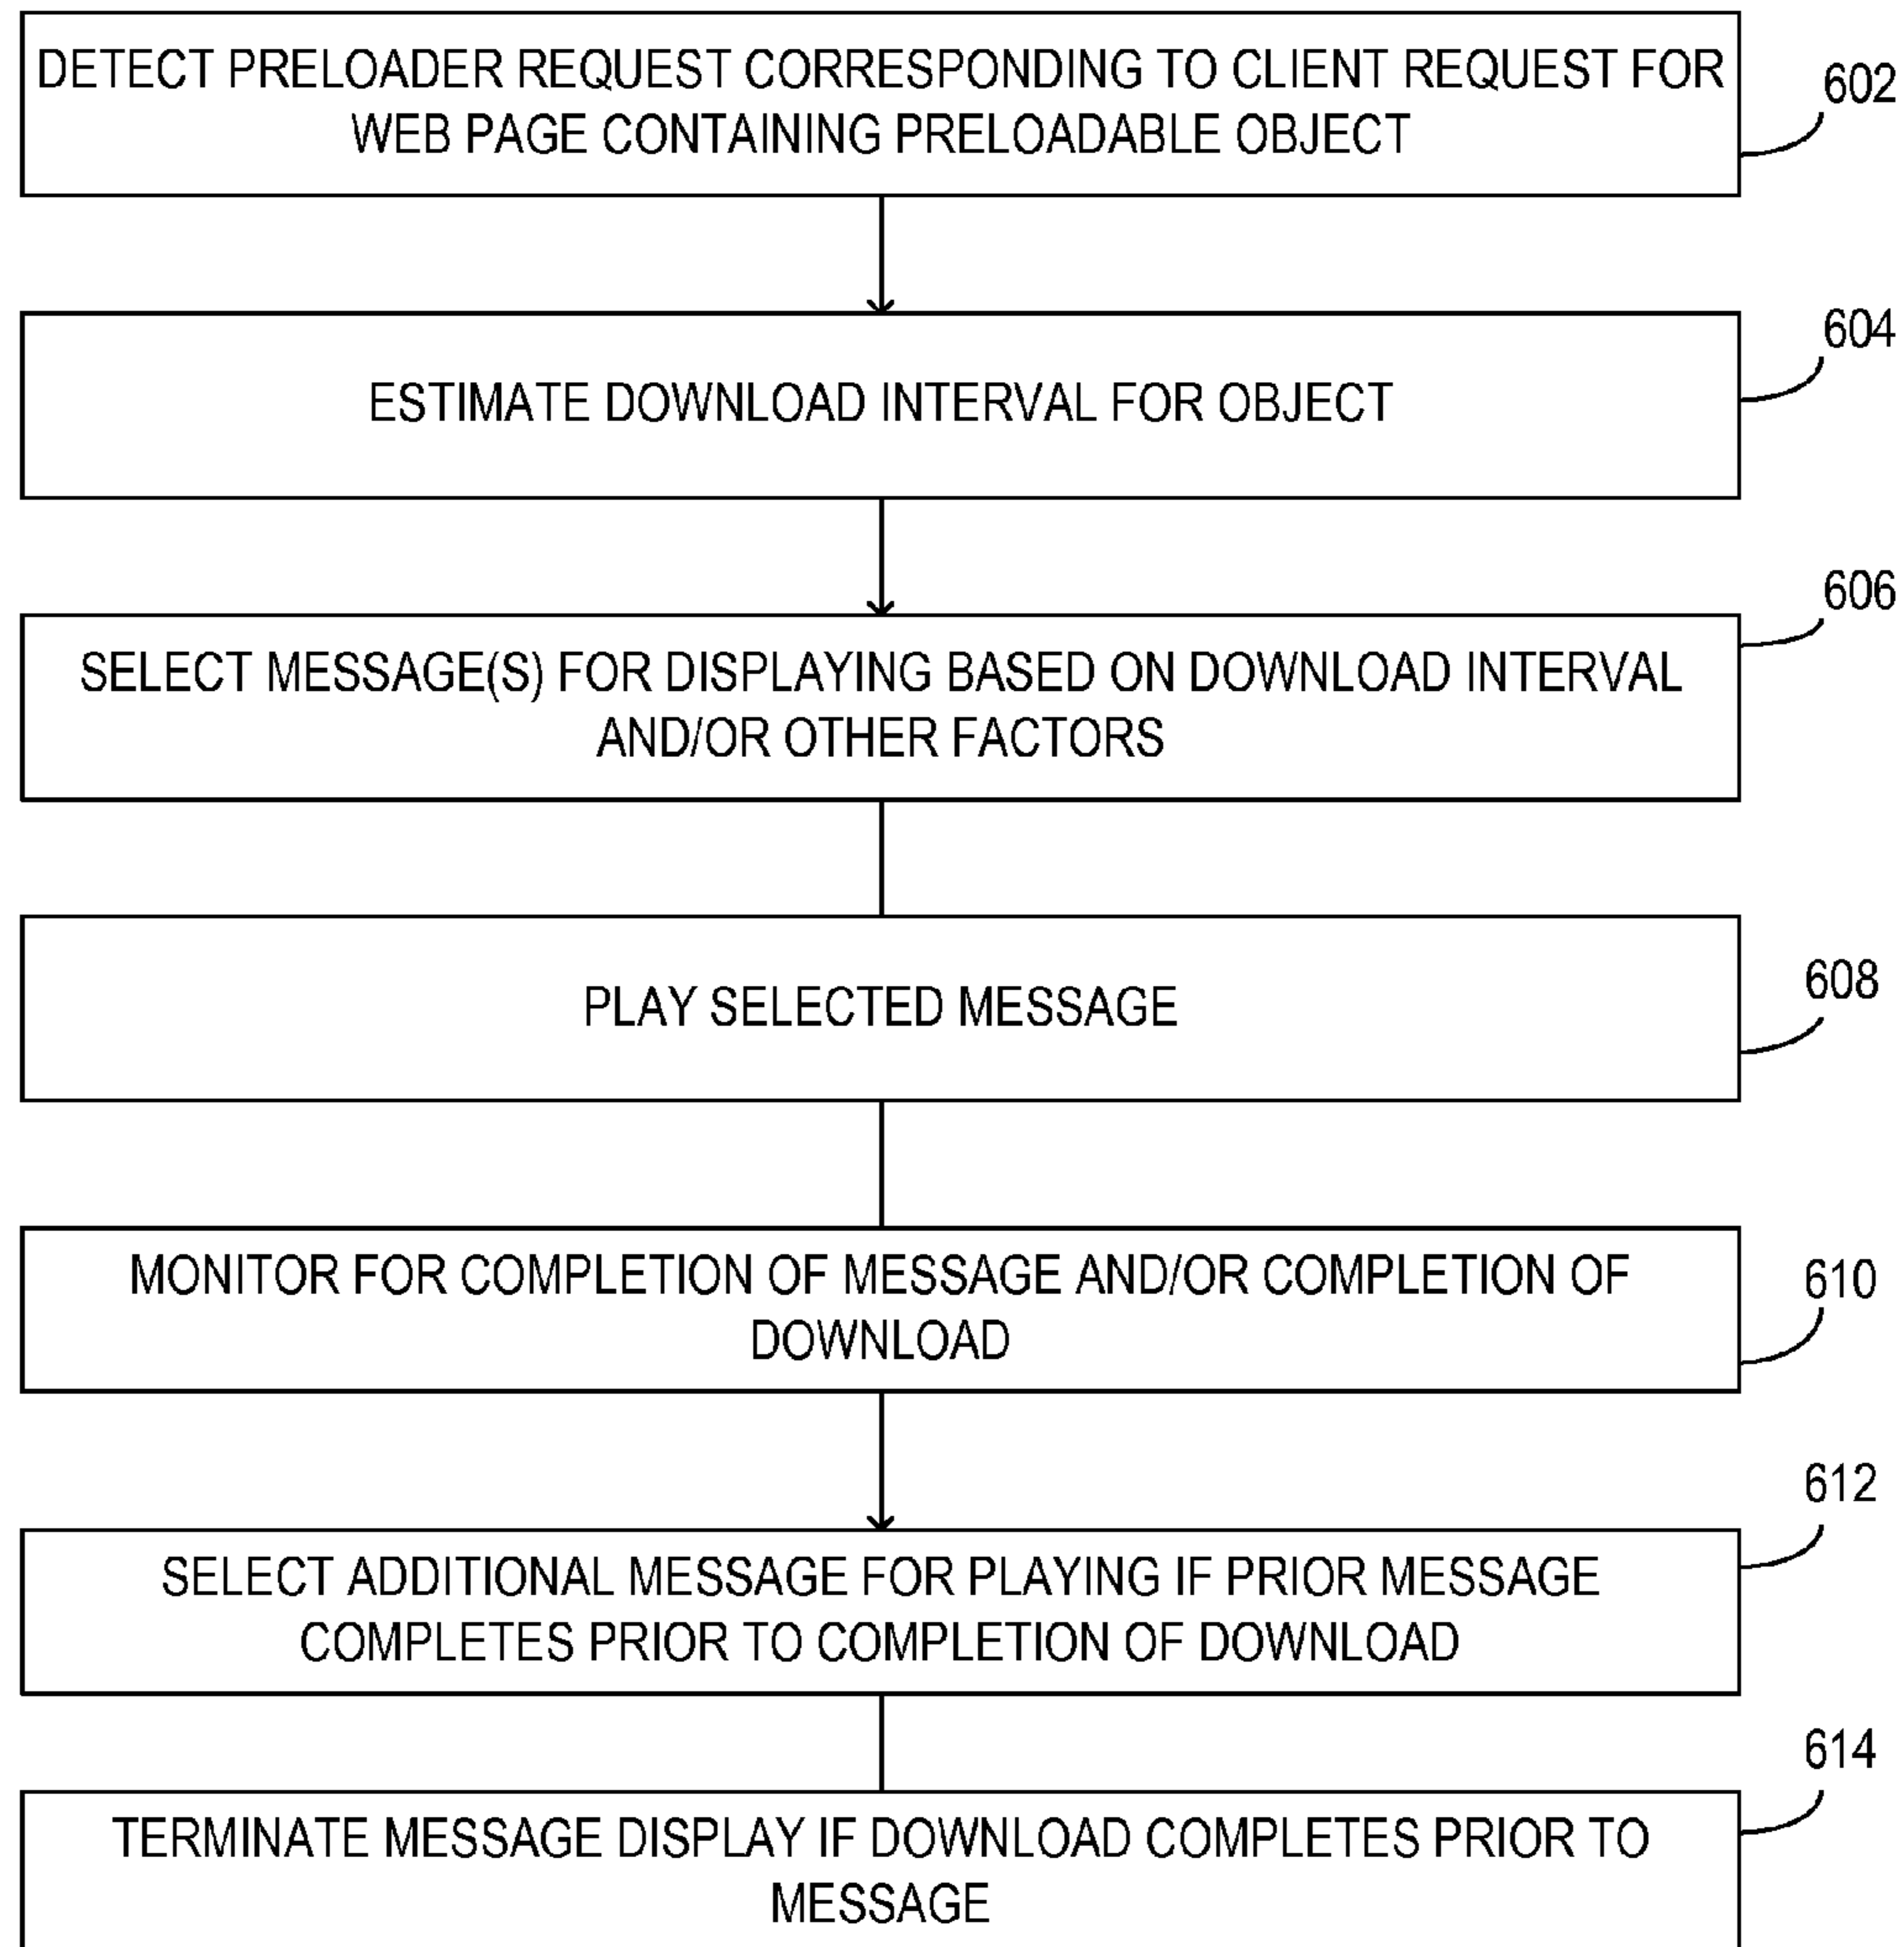 DETECT PRELOADER REQUEST CORRESPONDING TO CLIENT REQUEST FOR
WEB PAGE CONTAINING PRELOADABLE OBJECT
602
ESTIMATE DOWNLOAD INTERVAL FOR OBJECT
604
SELECT MESSAGE(S) FOR DISPLAYING BASED ON DOWNLOAD INTERVAL
AND/OR OTHER FACTORS
606
PLAY SELECTED MESSAGE
608
MONITOR FOR COMPLETION OF MESSAGE AND/OR COMPLETION OF
DOWNLOAD
610
SELECT ADDITIONAL MESSAGE FOR PLAYING IF PRIOR MESSAGE
COMPLETES PRIOR TO COMPLETION OF DOWNLOAD
612
TERMINATE MESSAGE DISPLAY IF DOWNLOAD COMPLETES PRIOR TO
MESSAGE
614